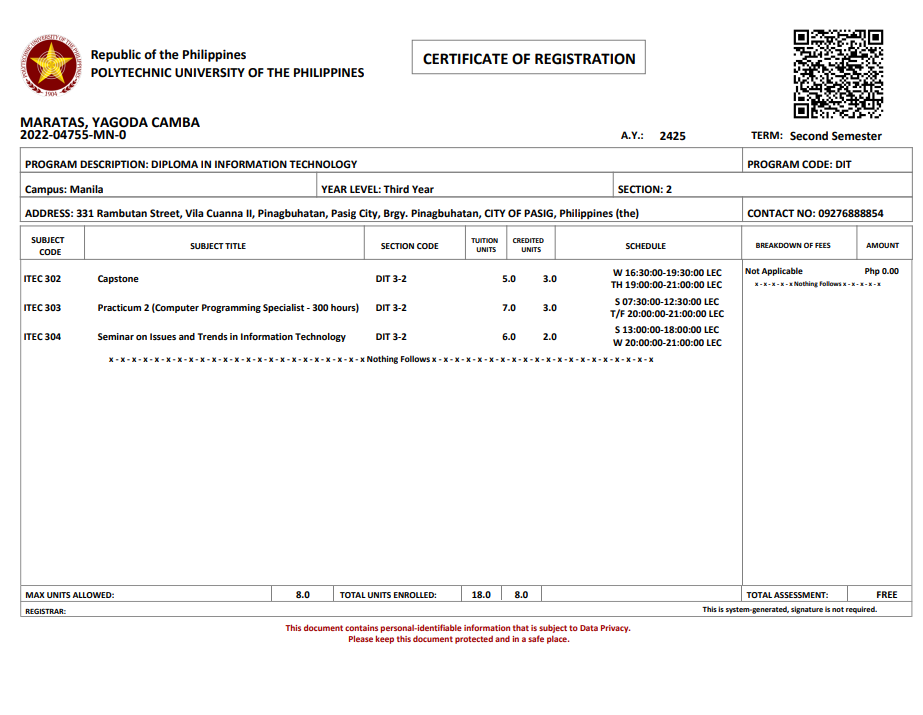 Republic of the Philippines
POLYTECHNIC UNIVERSITY OF THE PHILIPPINES
CERTIFICATE OF REGISTRATION
POLYTECHNIC UNIVERSITY OF THE PHILIPPINES
1904
MARATAS, YAGODA CAMBA
2022-04755-MN-0
A.Y.: 2425 TERM: Second Semester
PROGRAM DESCRIPTION: DIPLOMA IN INFORMATION TECHNOLOGY PROGRAM CODE: DIT
Campus: Manila YEAR LEVEL: Third Year SECTION: 2
ADDRESS: 331 Rambutan Street, Vila Cuanna II, Pinagbuhatan, Pasig City, Brgy. Pinagbuhatan, CITY OF PASIG, Philippines (the) CONTACT NO: 09276888854
SUBJECT CODE SUBJECT TITLE SECTION CODE TUITION UNITS CREDITED UNITS SCHEDULE BREAKDOWN OF FEES AMOUNT
ITEC 302 Capstone DIT 3-2 5.0 3.0 W 16:30:00-19:30:00 LEC
TH 19:00:00-21:00:00 LEC
Not Applicable Php 0.00
x - x - x - x - x Nothing Follows x - x - x - x - x
ITEC 303 Practicum 2 (Computer Programming Specialist - 300 hours) DIT 3-2 7.0 3.0 S 07:30:00-12:30:00 LEC
T/F 20:00:00-21:00:00 LEC
ITEC 304 Seminar on Issues and Trends in Information Technology DIT 3-2 6.0 2.0 S 13:00:00-18:00:00 LEC
W 20:00:00-21:00:00 LEC
x - x - x - x - x - x - x - x - x - x - x - x - x - x - x - x - x - x - x - x - x - x - x Nothing Follows x - x - x - x - x - x - x - x - x - x - x - x - x - x - x - x - x - x - x - x
MAX UNITS ALLOWED: 8.0 TOTAL UNITS ENROLLED: 18.0 8.0 TOTAL ASSESSMENT: FREE
REGISTRAR: This is system-generated, signature is not required.
This document contains personal-identifiable information that is subject to Data Privacy.
Please keep this document protected and in a safe place.